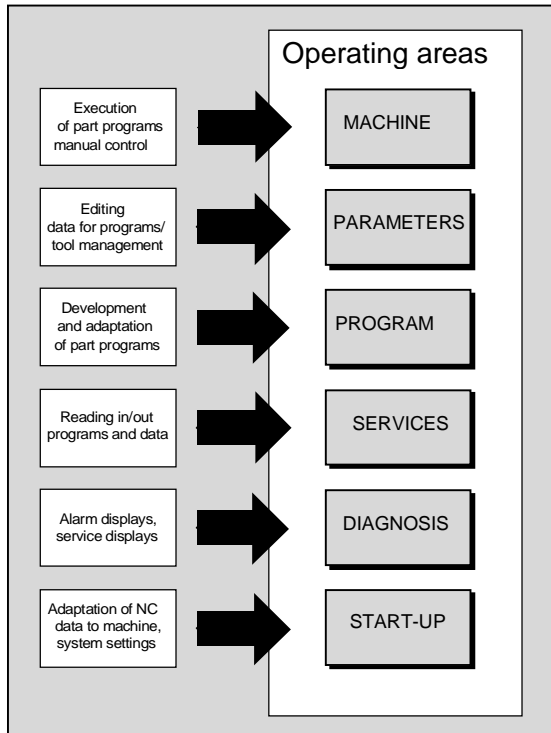 Operating areas
Execution
of part programs
manual control
MACHINE
Editing
data for programs/
tool management
PARAMETERS
Development
and adaptation
of part programs
PROGRAM
Reading in/out
programs and data
SERVICES
Alarm displays,
service displays
DIAGNOSIS
Adaptation of NC
data to machine,
system settings
START-UP